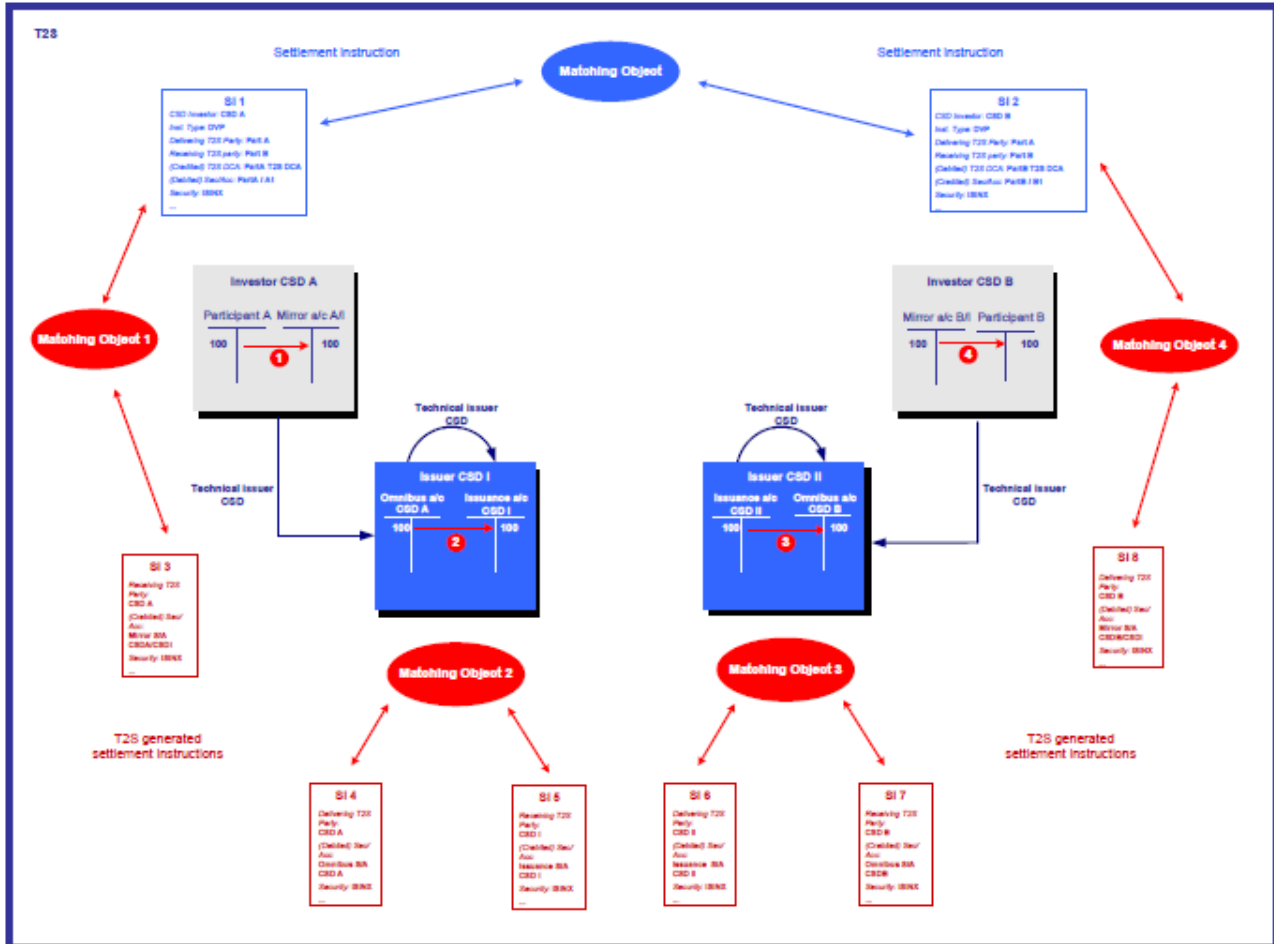 T2S
Settlement Instruction
Settlement Instruction
Matching Object
SI 1
CSD Investor: CSD A
Inst. Type: DVP
Delivering T2S Party: Part A
Receiving T2S party: Part B
(Credited) T2S DCA: PartA T2S DCA
(Debited) Sec/Acc: PartA / A1
Security: ISINX
...
SI 2
CSD Investor: CSD B
Inst. Type: DVP
Delivering T2S Party: Part A
Receiving T2S party: Part B
(Debited) T2S DCA: PartB T2S DCA
(Credited) Sec/Acc: PartB / B1
Security: ISINX
...
Investor CSD A
Participant A Mirror a/c A/I
100 100
1
Investor CSD B
Mirror a/c B/I Participant B
100 100
4
Matching Object 1
Matching Object 4
Technical issuer
CSD
Technical issuer
CSD
Technical issuer
CSD
Technical issuer
CSD
Issuer CSD I
Omnibus a/c Issuance a/c
CSD A CSD I
100 100
2
Issuer CSD II
Issuance a/c Omnibus a/c
CSD II CSD B
100 100
3
SI 3
Receiving T2S
Party:
CSD A
(Credited) Sec/
Acc:
Mirror S/A
CSDA/CSDI
Security: ISINX
...
SI 8
Delivering T2S
Party:
CSD B
(Debited) Sec/
Acc:
Mirror S/A
CSDB/CSDI
Security: ISINX
...
Matching Object 2
Matching Object 3
T2S generated
settlement instructions
T2S generated
settlement instructions
SI 4
Delivering T2S
Party:
CSD A
(Debited) Sec/
Acc:
Omnibus S/A
CSD A
Security: ISINX
...
SI 5
Receiving T2S
Party:
CSD I
(Credited) Sec/
Acc:
Issuance S/A
CSD I
Security: ISINX
...
SI 6
Delivering T2S
Party:
CSD II
(Debited) Sec/
Acc:
Issuance S/A
CSD II
Security: ISINX
...
SI 7
Receiving T2S
Party:
CSD B
(Credited) Sec/
Acc:
Omnibus S/A
CSDB
Security: ISINX
...